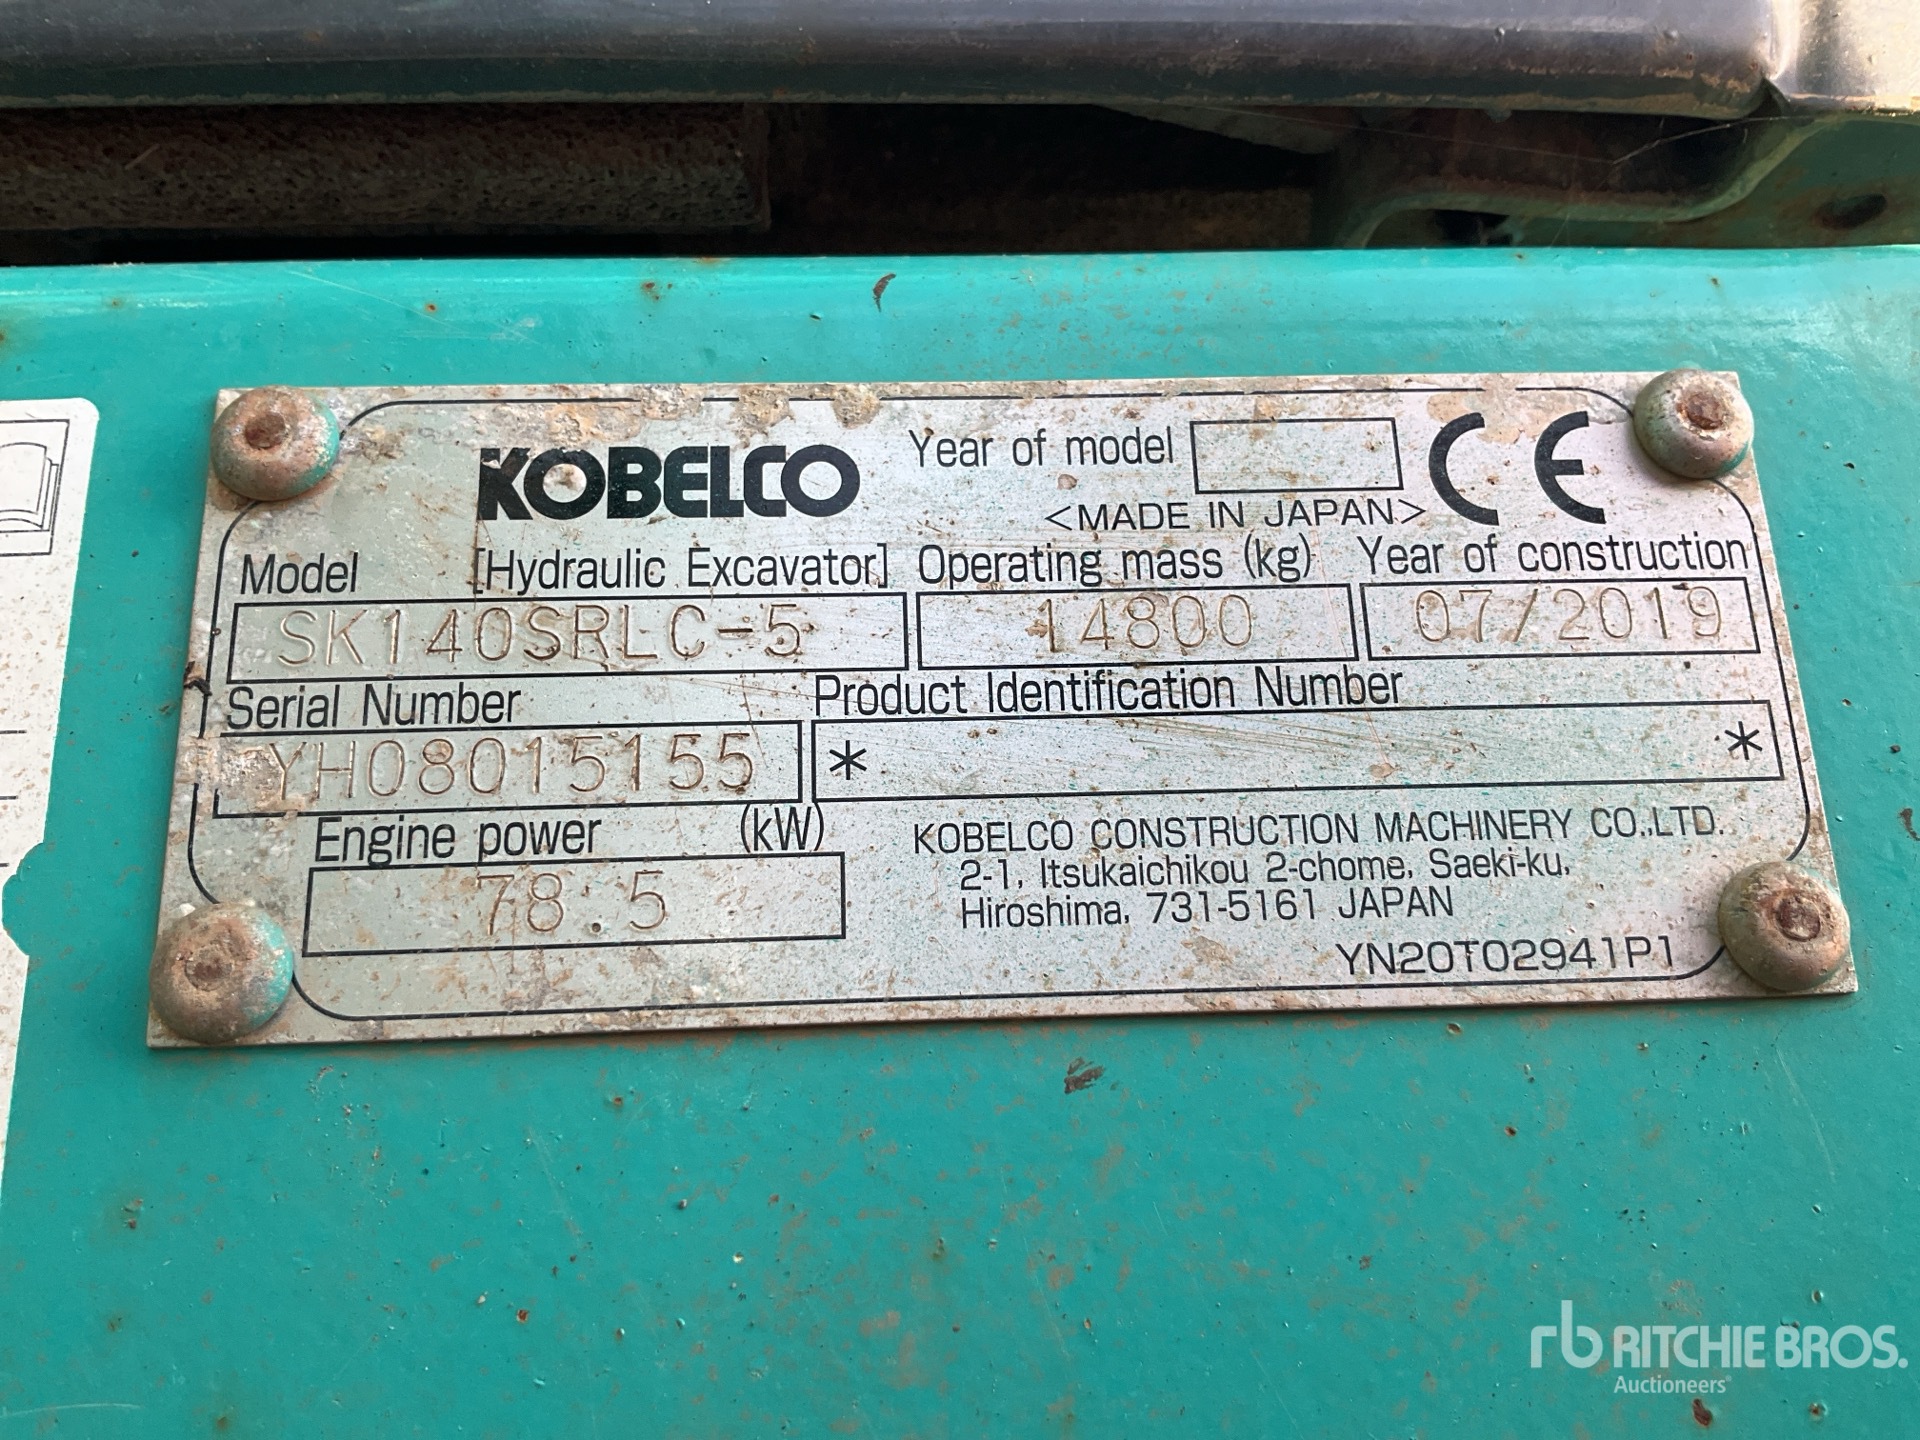 KOBELCO
Year of model
<MADE IN JAPAN>
CE
Model [Hydraulic Excavator] Operating mass (kg) Year of construction
SK140SRLC-5 14800 07/2019
Serial Number Product Identification Number
YH08015155 * *
Engine power (kW)
78.5
KOBELCO CONSTRUCTION MACHINERY CO.,LTD.
2-1, Itsukaichikou 2-chome, Saeki-ku,
Hiroshima, 731-5161 JAPAN
YN20T02941P1
rb RITCHIE BROS.
Auctioneers